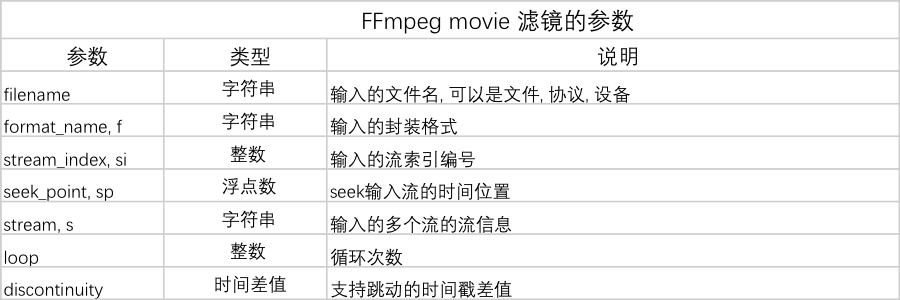 FFmpeg movie 滤镜的参数
参数 类型 说明
filename 字符串 输入的文件名, 可以是文件, 协议, 设备
format_name, f 字符串 输入的封装格式
stream_index, si 整数 输入的流索引编号
seek_point, sp 浮点数 seek输入流的时间位置
stream, s 字符串 输入的多个流的流信息
loop 整数 循环次数
discontinuity 时间差值 支持跳动的时间戳差值